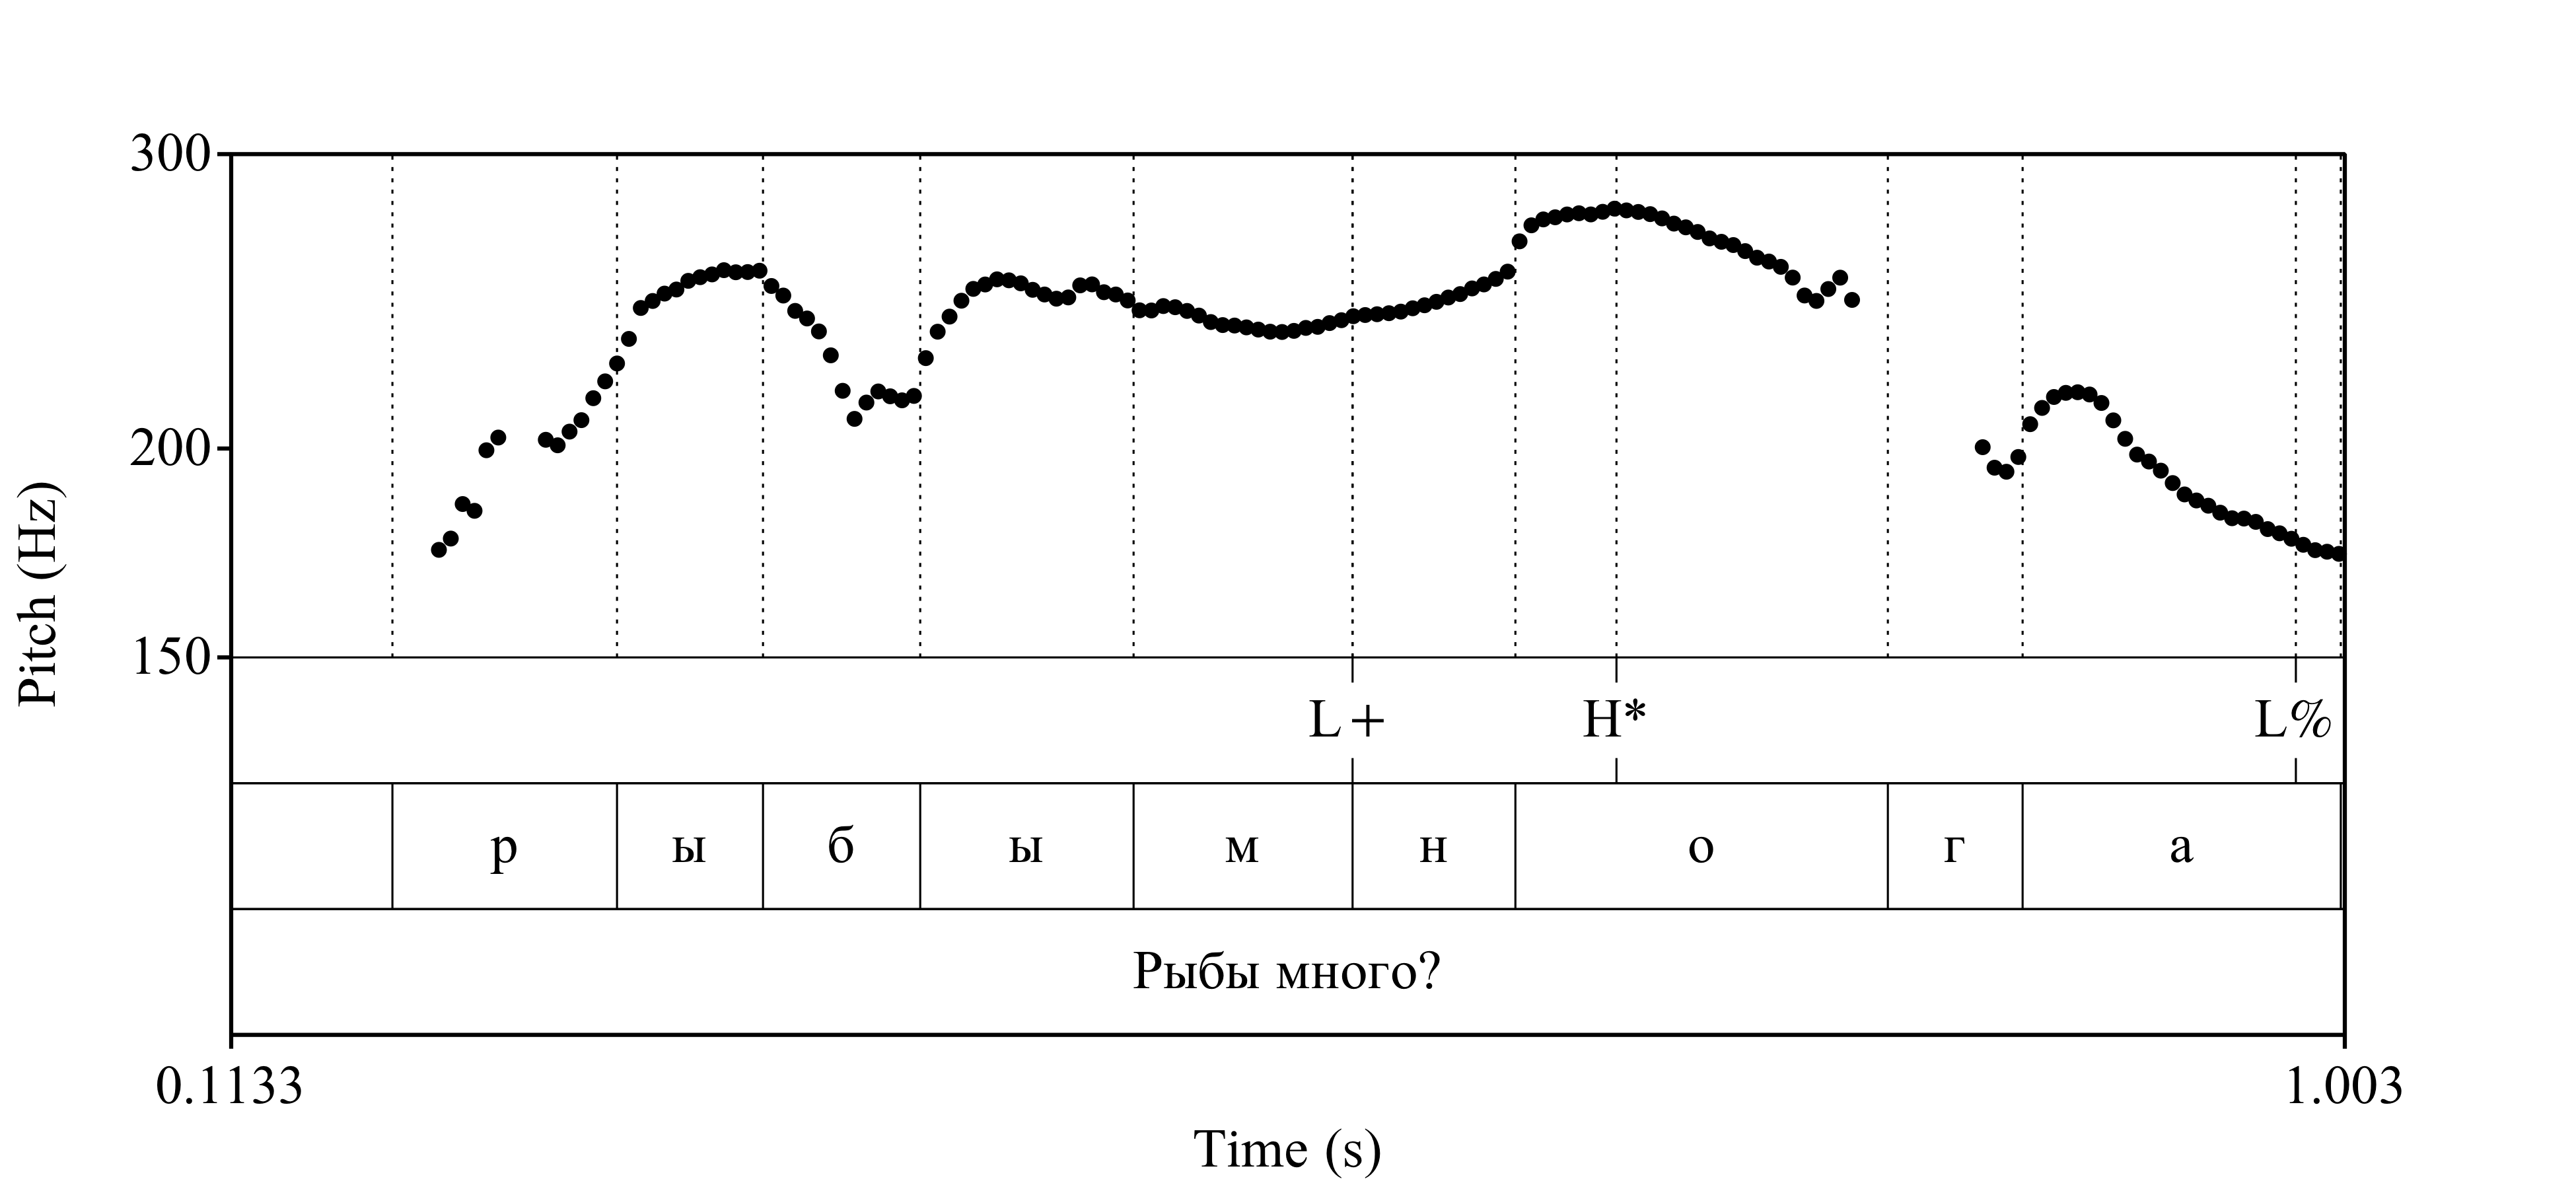 300
200
150
Pitch (Hz)
L+ H* L%
р ы б ы м н о г а
Рыбы много?
0.1133 1.003
Time (s)